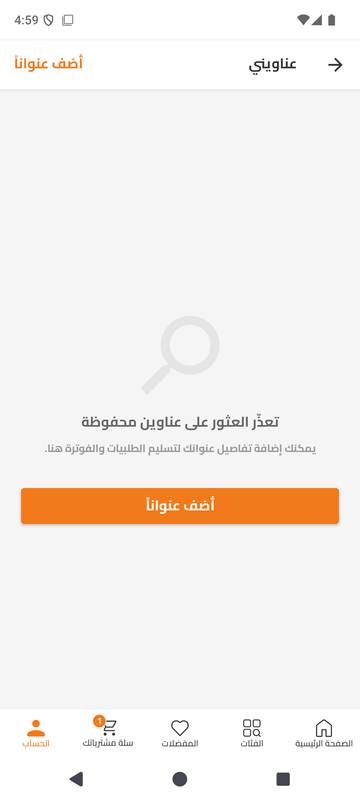 4:59
عناويني
أضف عنواناً
تعذّر العثور على عناوين محفوظة
يمكنك إضافة تفاصيل عنوانك لتسليم الطلبيات والفوترة هنا.
أضف عنواناً
الصفحة الرئيسية
الفئات
المفضلات
1
سلة مشترياتك
الحساب